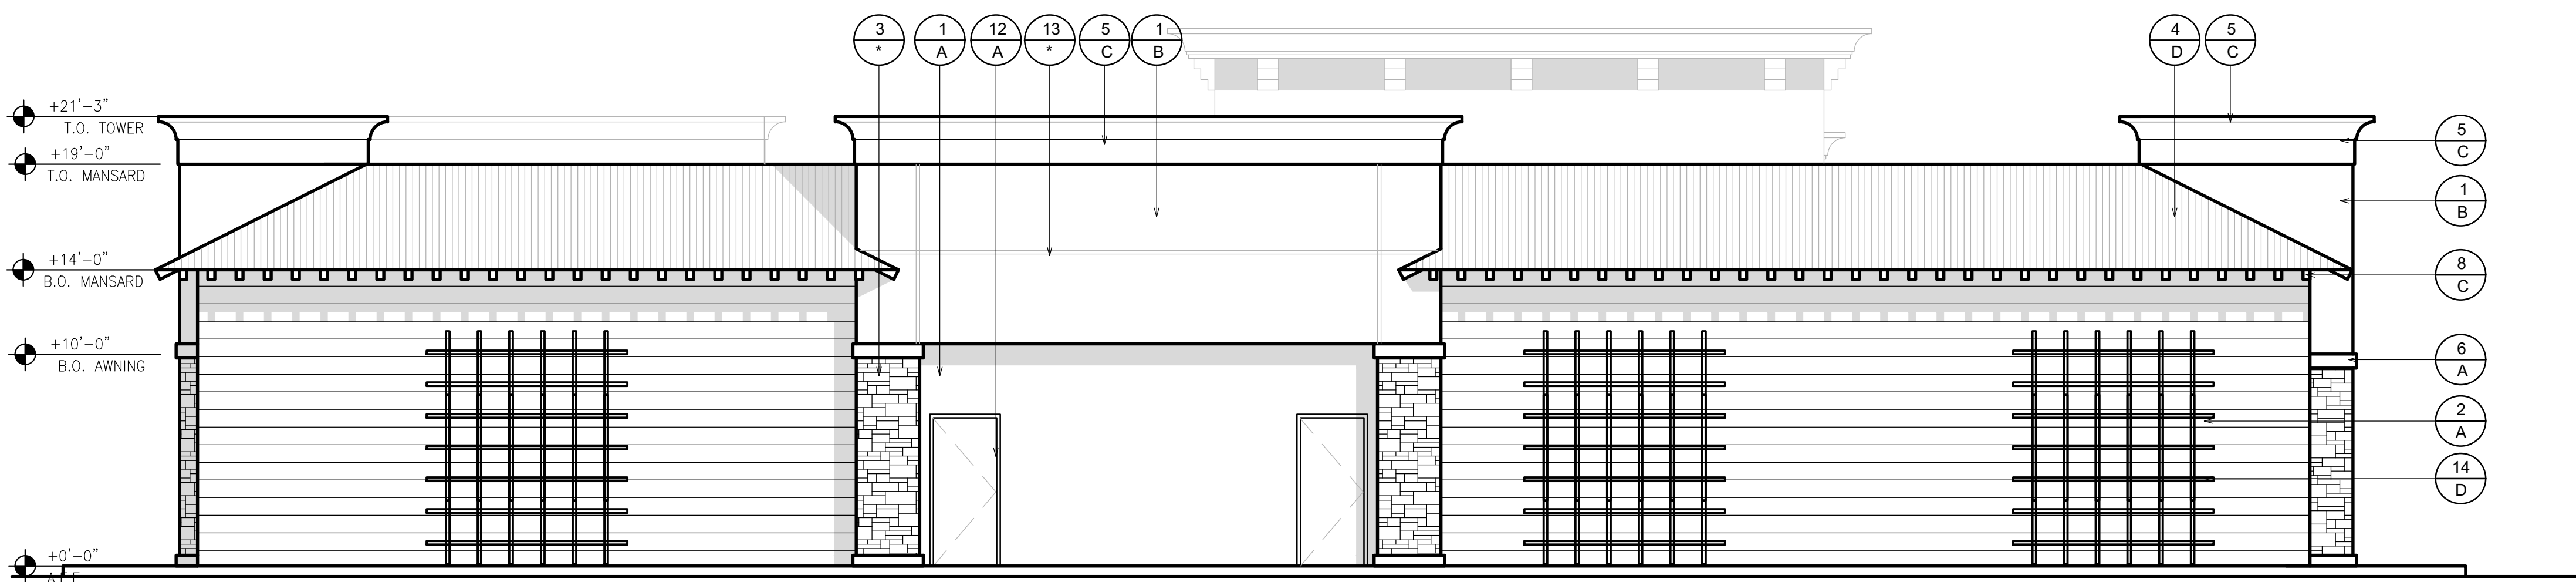 3
*
1
A
12
A
13
*
5
C
1
B
4
D
5
C
+21'-3"
T.O. TOWER
+19'-0"
T.O. MANSARD
+14'-0"
B.O. MANSARD
+10'-0"
B.O. AWNING
+0'-0"
A.F.F.
5
C
1
B
8
C
6
A
2
A
14
D